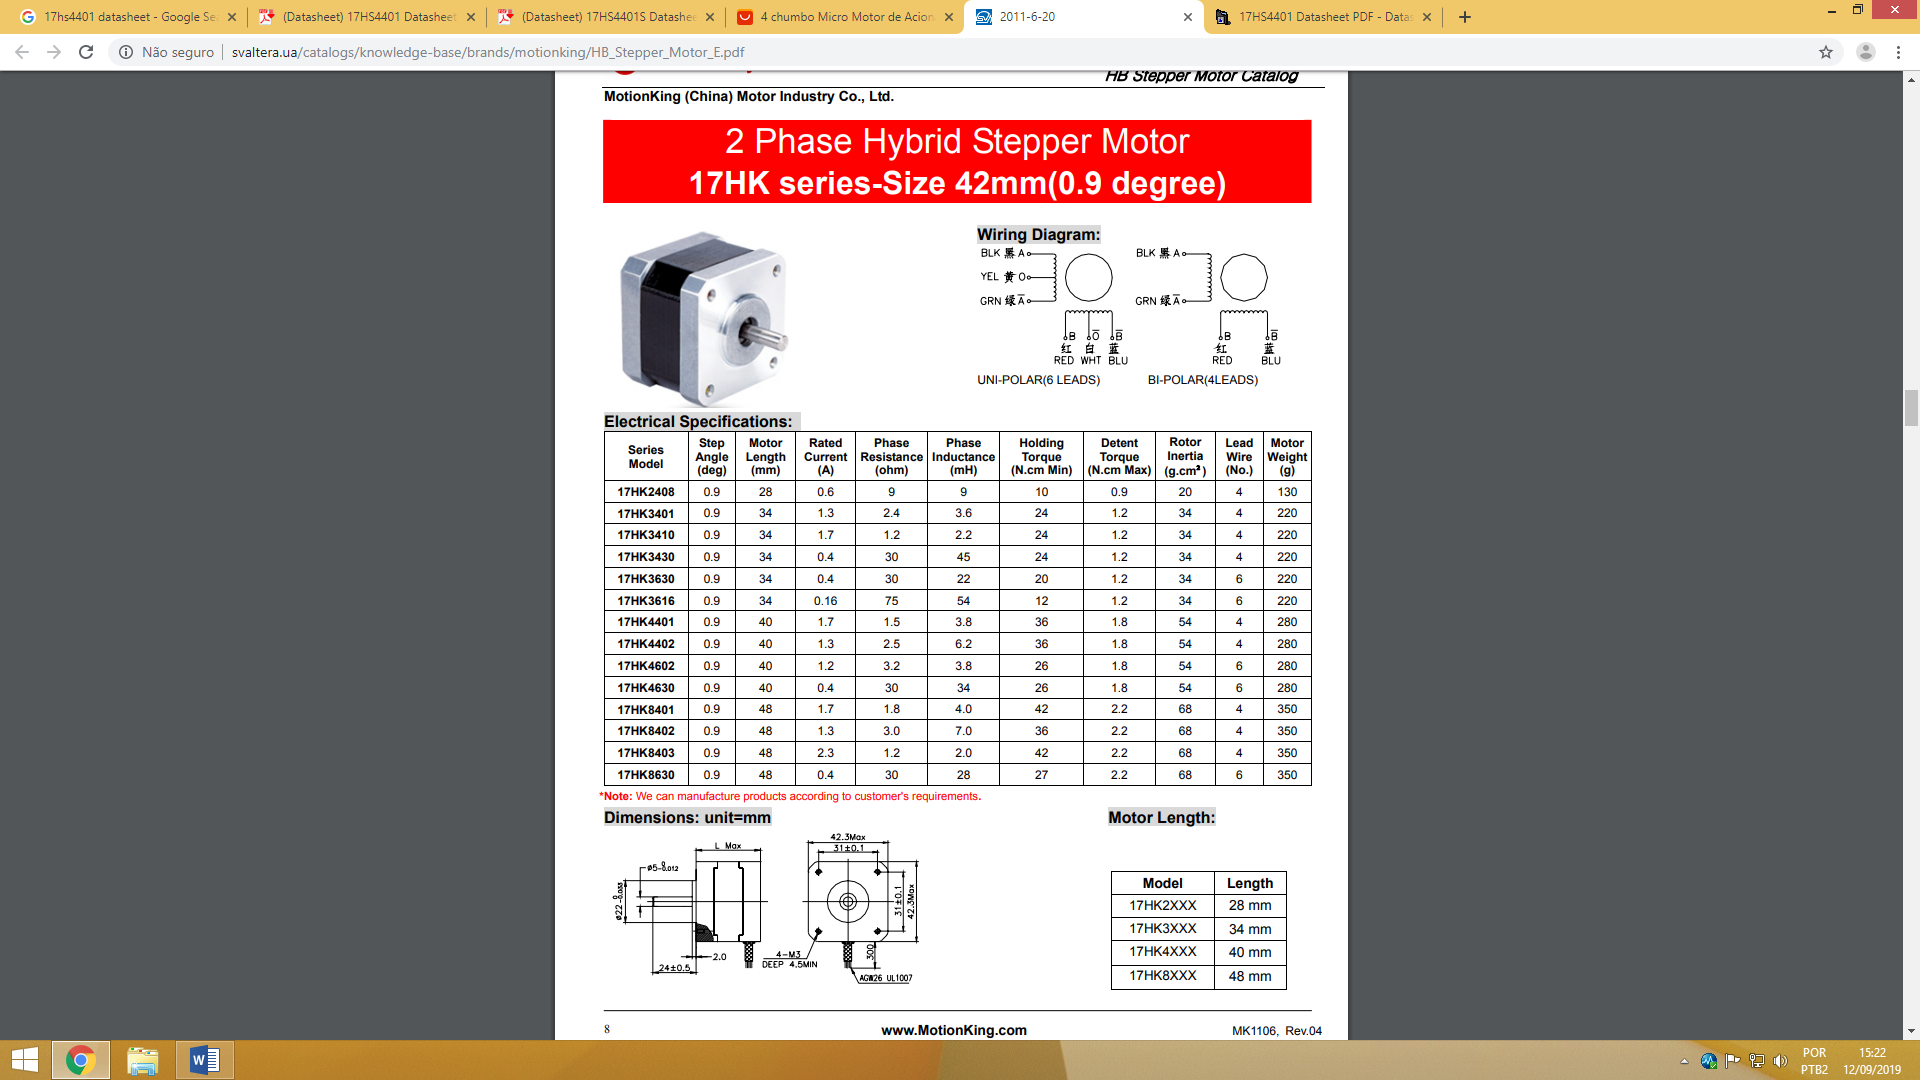 17hs4401 datasheet - Google Se
(Datasheet) 17HS4401 Datasheet
(Datasheet) 17HS4401S Datashee
4 chumbo Micro Motor de Acion
2011-6-20
17HS4401 Datasheet PDF - Data
Não seguro | svaltera.ua/catalogs/knowledge-base/brands/motionking/HB_Stepper_Motor_E.pdf
HB Stepper Motor Catalog
MotionKing (China) Motor Industry Co., Ltd.
2 Phase Hybrid Stepper Motor
17HK series-Size 42mm(0.9 degree)
Wiring Diagram:
BLK 黑 A
YEL 黄 O
GRN 绿 A̅
B O̅ B̅
红 白 蓝
RED WHT BLU
UNI-POLAR(6 LEADS)
BLK 黑 A
GRN 绿 A̅
B B̅
红 蓝
RED BLU
BI-POLAR(4LEADS)
Electrical Specifications:
Series Model | Step Angle (deg) | Motor Length (mm) | Rated Current (A) | Phase Resistance (ohm) | Phase Inductance (mH) | Holding Torque (N.cm Min) | Detent Torque (N.cm Max) | Rotor Inertia (g.cm²) | Lead Wire (No.) | Motor Weight (g)
17HK2408 0.9 28 0.6 9 9 10 0.9 20 4 130
17HK3401 0.9 34 1.3 2.4 3.6 24 1.2 34 4 220
17HK3410 0.9 34 1.7 1.2 2.2 24 1.2 34 4 220
17HK3430 0.9 34 0.4 30 45 24 1.2 34 4 220
17HK3630 0.9 34 0.4 30 22 20 1.2 34 6 220
17HK3616 0.9 34 0.16 75 54 12 1.2 34 6 220
17HK4401 0.9 40 1.7 1.5 3.8 36 1.8 54 4 280
17HK4402 0.9 40 1.3 2.5 6.2 36 1.8 54 4 280
17HK4602 0.9 40 1.2 3.2 3.8 26 1.8 54 6 280
17HK4630 0.9 40 0.4 30 34 26 1.8 54 6 280
17HK8401 0.9 48 1.7 1.8 4.0 42 2.2 68 4 350
17HK8402 0.9 48 1.3 3.0 7.0 36 2.2 68 4 350
17HK8403 0.9 48 2.3 1.2 2.0 42 2.2 68 4 350
17HK8630 0.9 48 0.4 30 28 27 2.2 68 6 350
*Note: We can manufacture products according to customer's requirements.
Dimensions: unit=mm
L Max
ø5-0.012 0
ø22-0.033 0
2.0
24±0.5
42.3Max
31±0.1
31±0.1
42.3Max
4-M3
DEEP 4.5MIN
300
AGW26 UL1007
Motor Length:
Model Length
17HK2XXX 28 mm
17HK3XXX 34 mm
17HK4XXX 40 mm
17HK8XXX 48 mm
8
www.MotionKing.com
MK1106, Rev.04
POR
PTB2
15:22
12/09/2019